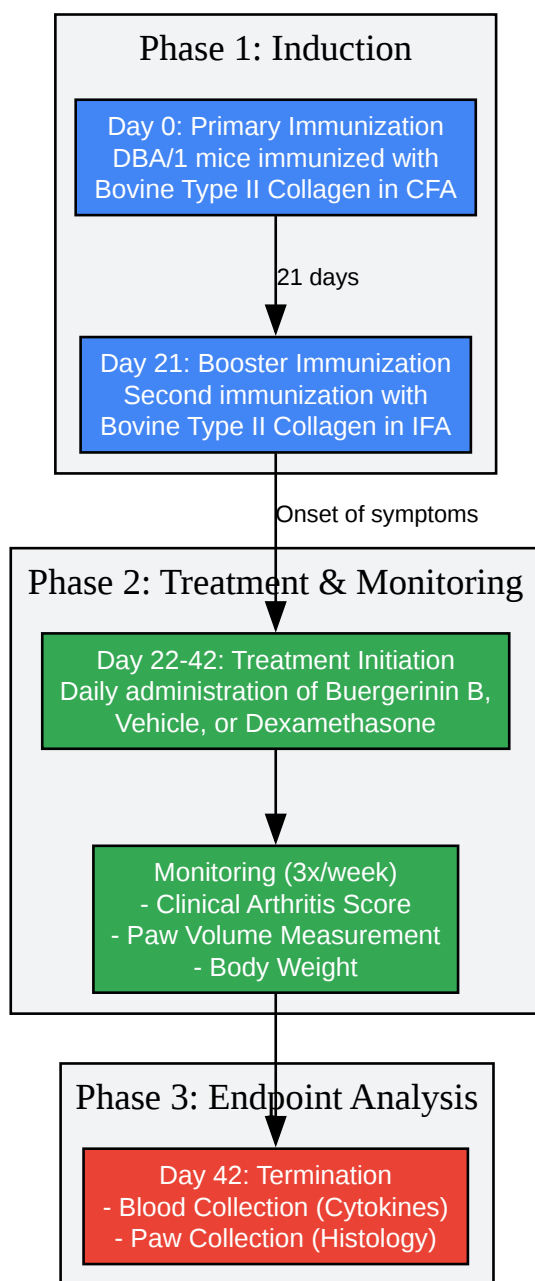 Phase 1: Induction
Day 0: Primary Immunization
DBA/1 mice immunized with
Bovine Type II Collagen in CFA
21 days
Day 21: Booster Immunization
Second immunization with
Bovine Type II Collagen in IFA
Onset of symptoms
Phase 2: Treatment & Monitoring
Day 22-42: Treatment Initiation
Daily administration of Buergerinin B,
Vehicle, or Dexamethasone
Monitoring (3x/week)
- Clinical Arthritis Score
- Paw Volume Measurement
- Body Weight
Phase 3: Endpoint Analysis
Day 42: Termination
- Blood Collection (Cytokines)
- Paw Collection (Histology)